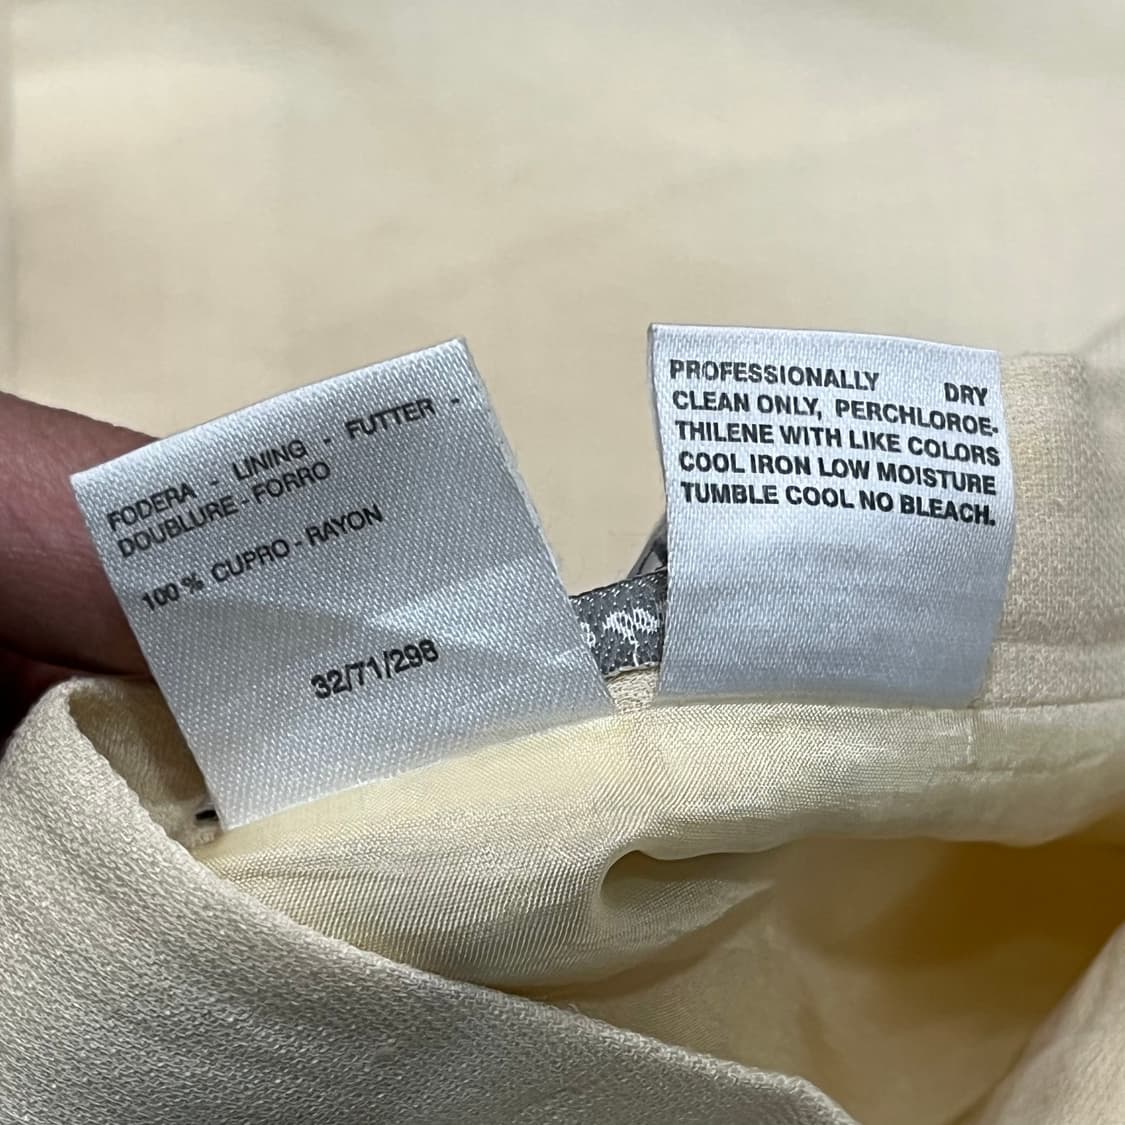 FODERA - LINING - FUTTER -
DOUBLURE - FORRO
100 % CUPRO - RAYON
32/71/298
PROFESSIONALLY DRY
CLEAN ONLY, PERCHLOROE-
THILENE WITH LIKE COLORS
COOL IRON LOW MOISTURE
TUMBLE COOL NO BLEACH.